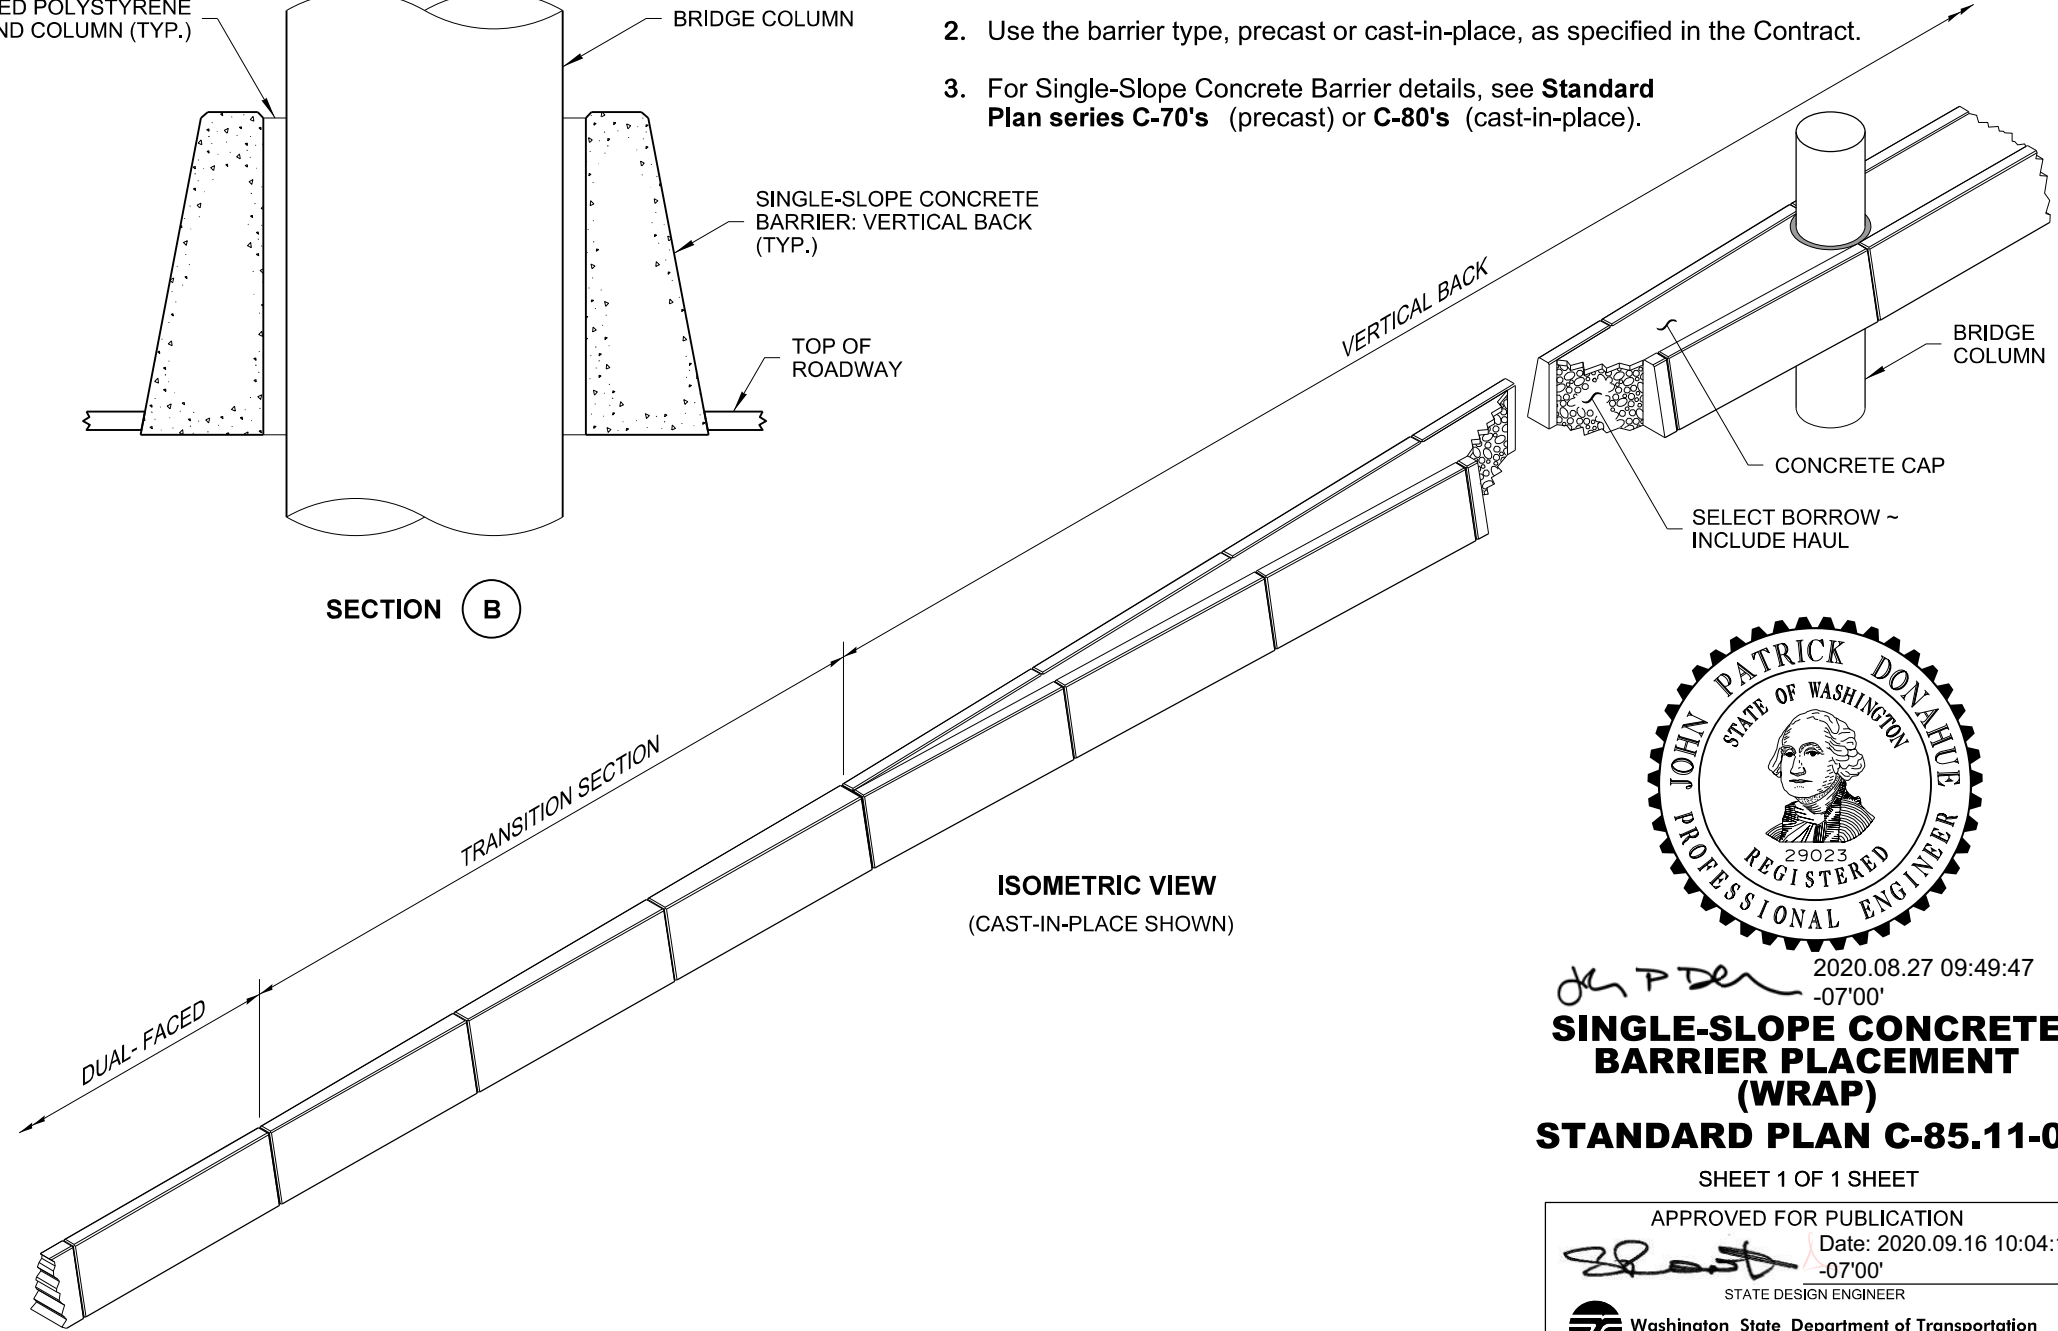 ED POLYSTYRENE
ND COLUMN (TYP.)
BRIDGE COLUMN
2. Use the barrier type, precast or cast-in-place, as specified in the Contract.
3. For Single-Slope Concrete Barrier details, see Standard
Plan series C-70's (precast) or C-80's (cast-in-place).
SINGLE-SLOPE CONCRETE
BARRIER: VERTICAL BACK
(TYP.)
TOP OF
ROADWAY
SECTION B
VERTICAL BACK
BRIDGE
COLUMN
CONCRETE CAP
SELECT BORROW ~
INCLUDE HAUL
TRANSITION SECTION
DUAL- FACED
ISOMETRIC VIEW
(CAST-IN-PLACE SHOWN)
JOHN PATRICK DONAHUE
STATE OF WASHINGTON
29023
REGISTERED
PROFESSIONAL ENGINEER
2020.08.27 09:49:47
-07'00'
SINGLE-SLOPE CONCRETE
BARRIER PLACEMENT
(WRAP)
STANDARD PLAN C-85.11-0
SHEET 1 OF 1 SHEET
APPROVED FOR PUBLICATION
Date: 2020.09.16 10:04:
-07'00'
STATE DESIGN ENGINEER
Washington State Department of Transportation